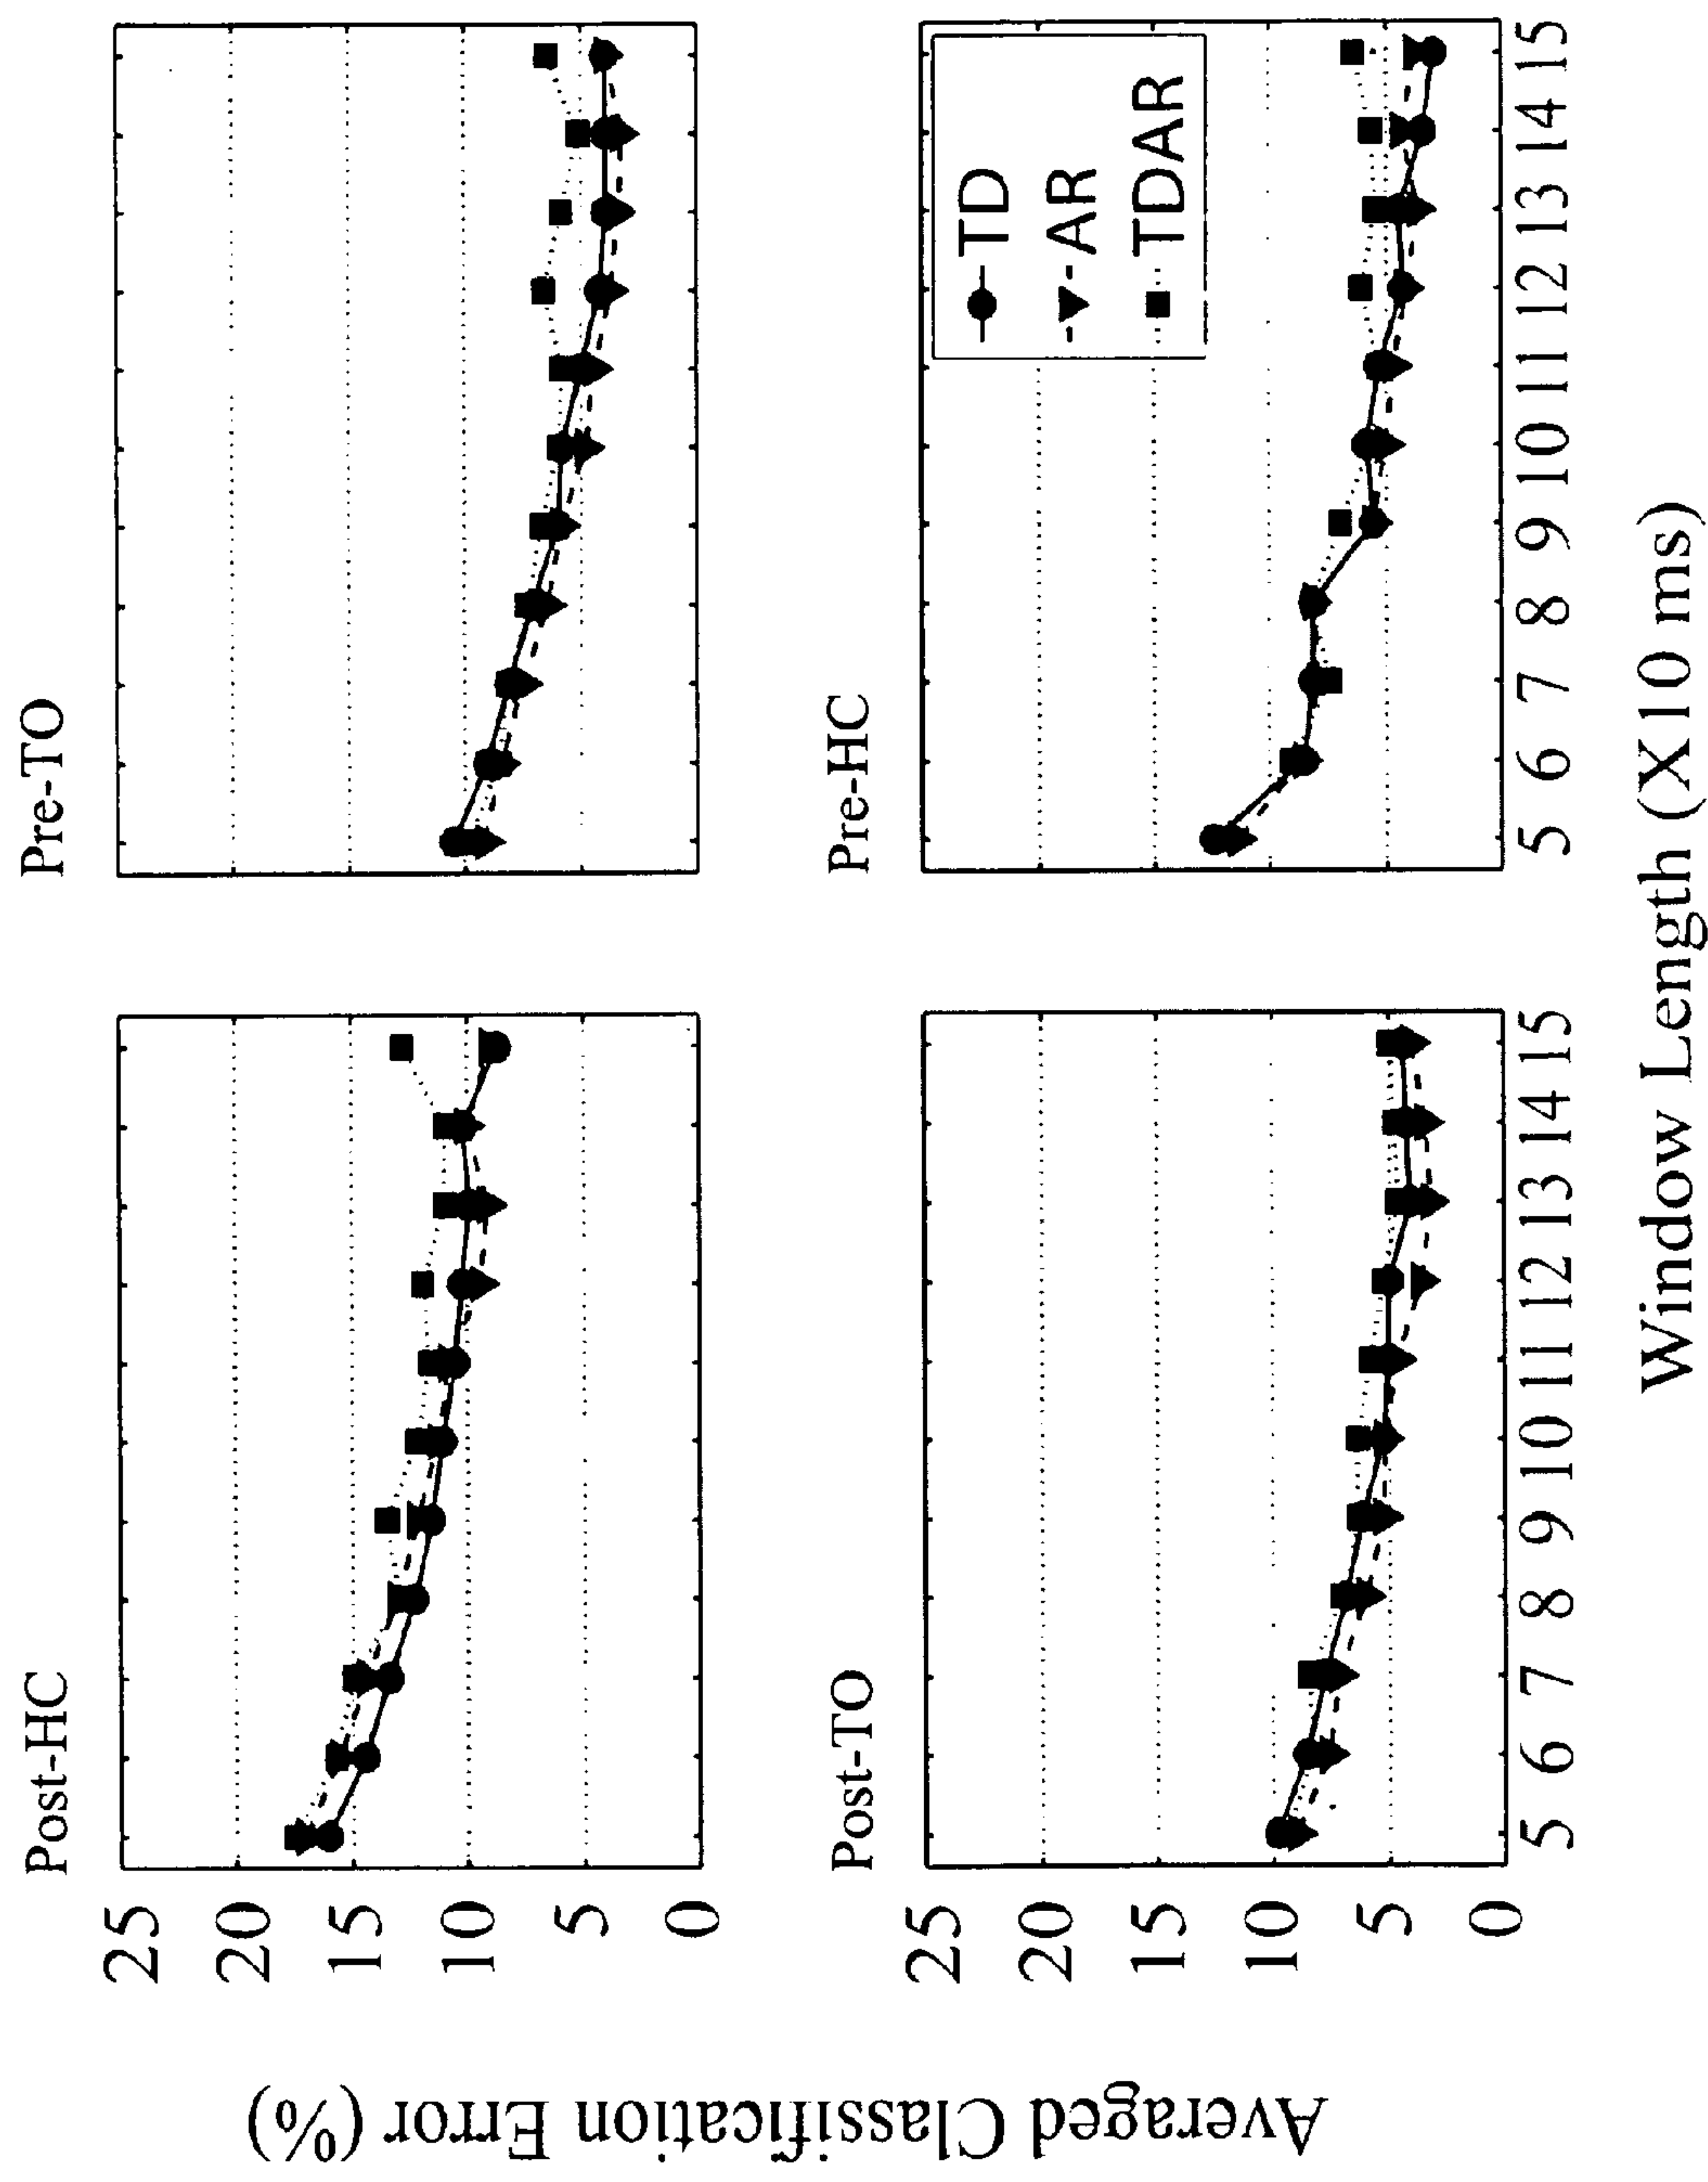 Post-HC
Pre-TO
25
20
15
10
5
0
Post-TO
Pre-HC
TD
AR
TDAR
25
20
15
10
5
0
5 6 7 8 9 10 11 12 13 14 15
5 6 7 8 9 10 11 12 13 14 15
Averaged Classification Error (%)
Window Length (X10 ms)